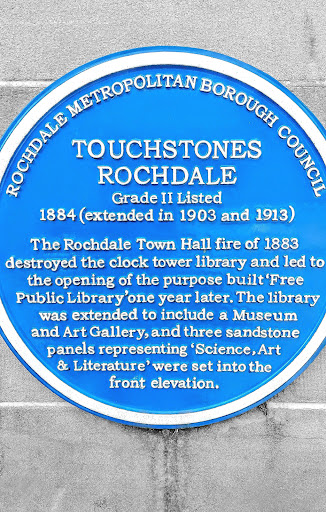 ROCHDALE METROPOLITAN BOROUGH COUNCIL
TOUCHSTONES
ROCHDALE
Grade II Listed
1884 (extended in 1903 and 1913)
The Rochdale Town Hall fire of 1883
destroyed the clock tower library and led to
the opening of the purpose built ‘Free
Public Library’ one year later. The library
was extended to include a Museum
and Art Gallery, and three sandstone
panels representing ‘Science, Art
& Literature’ were set into the
front elevation.